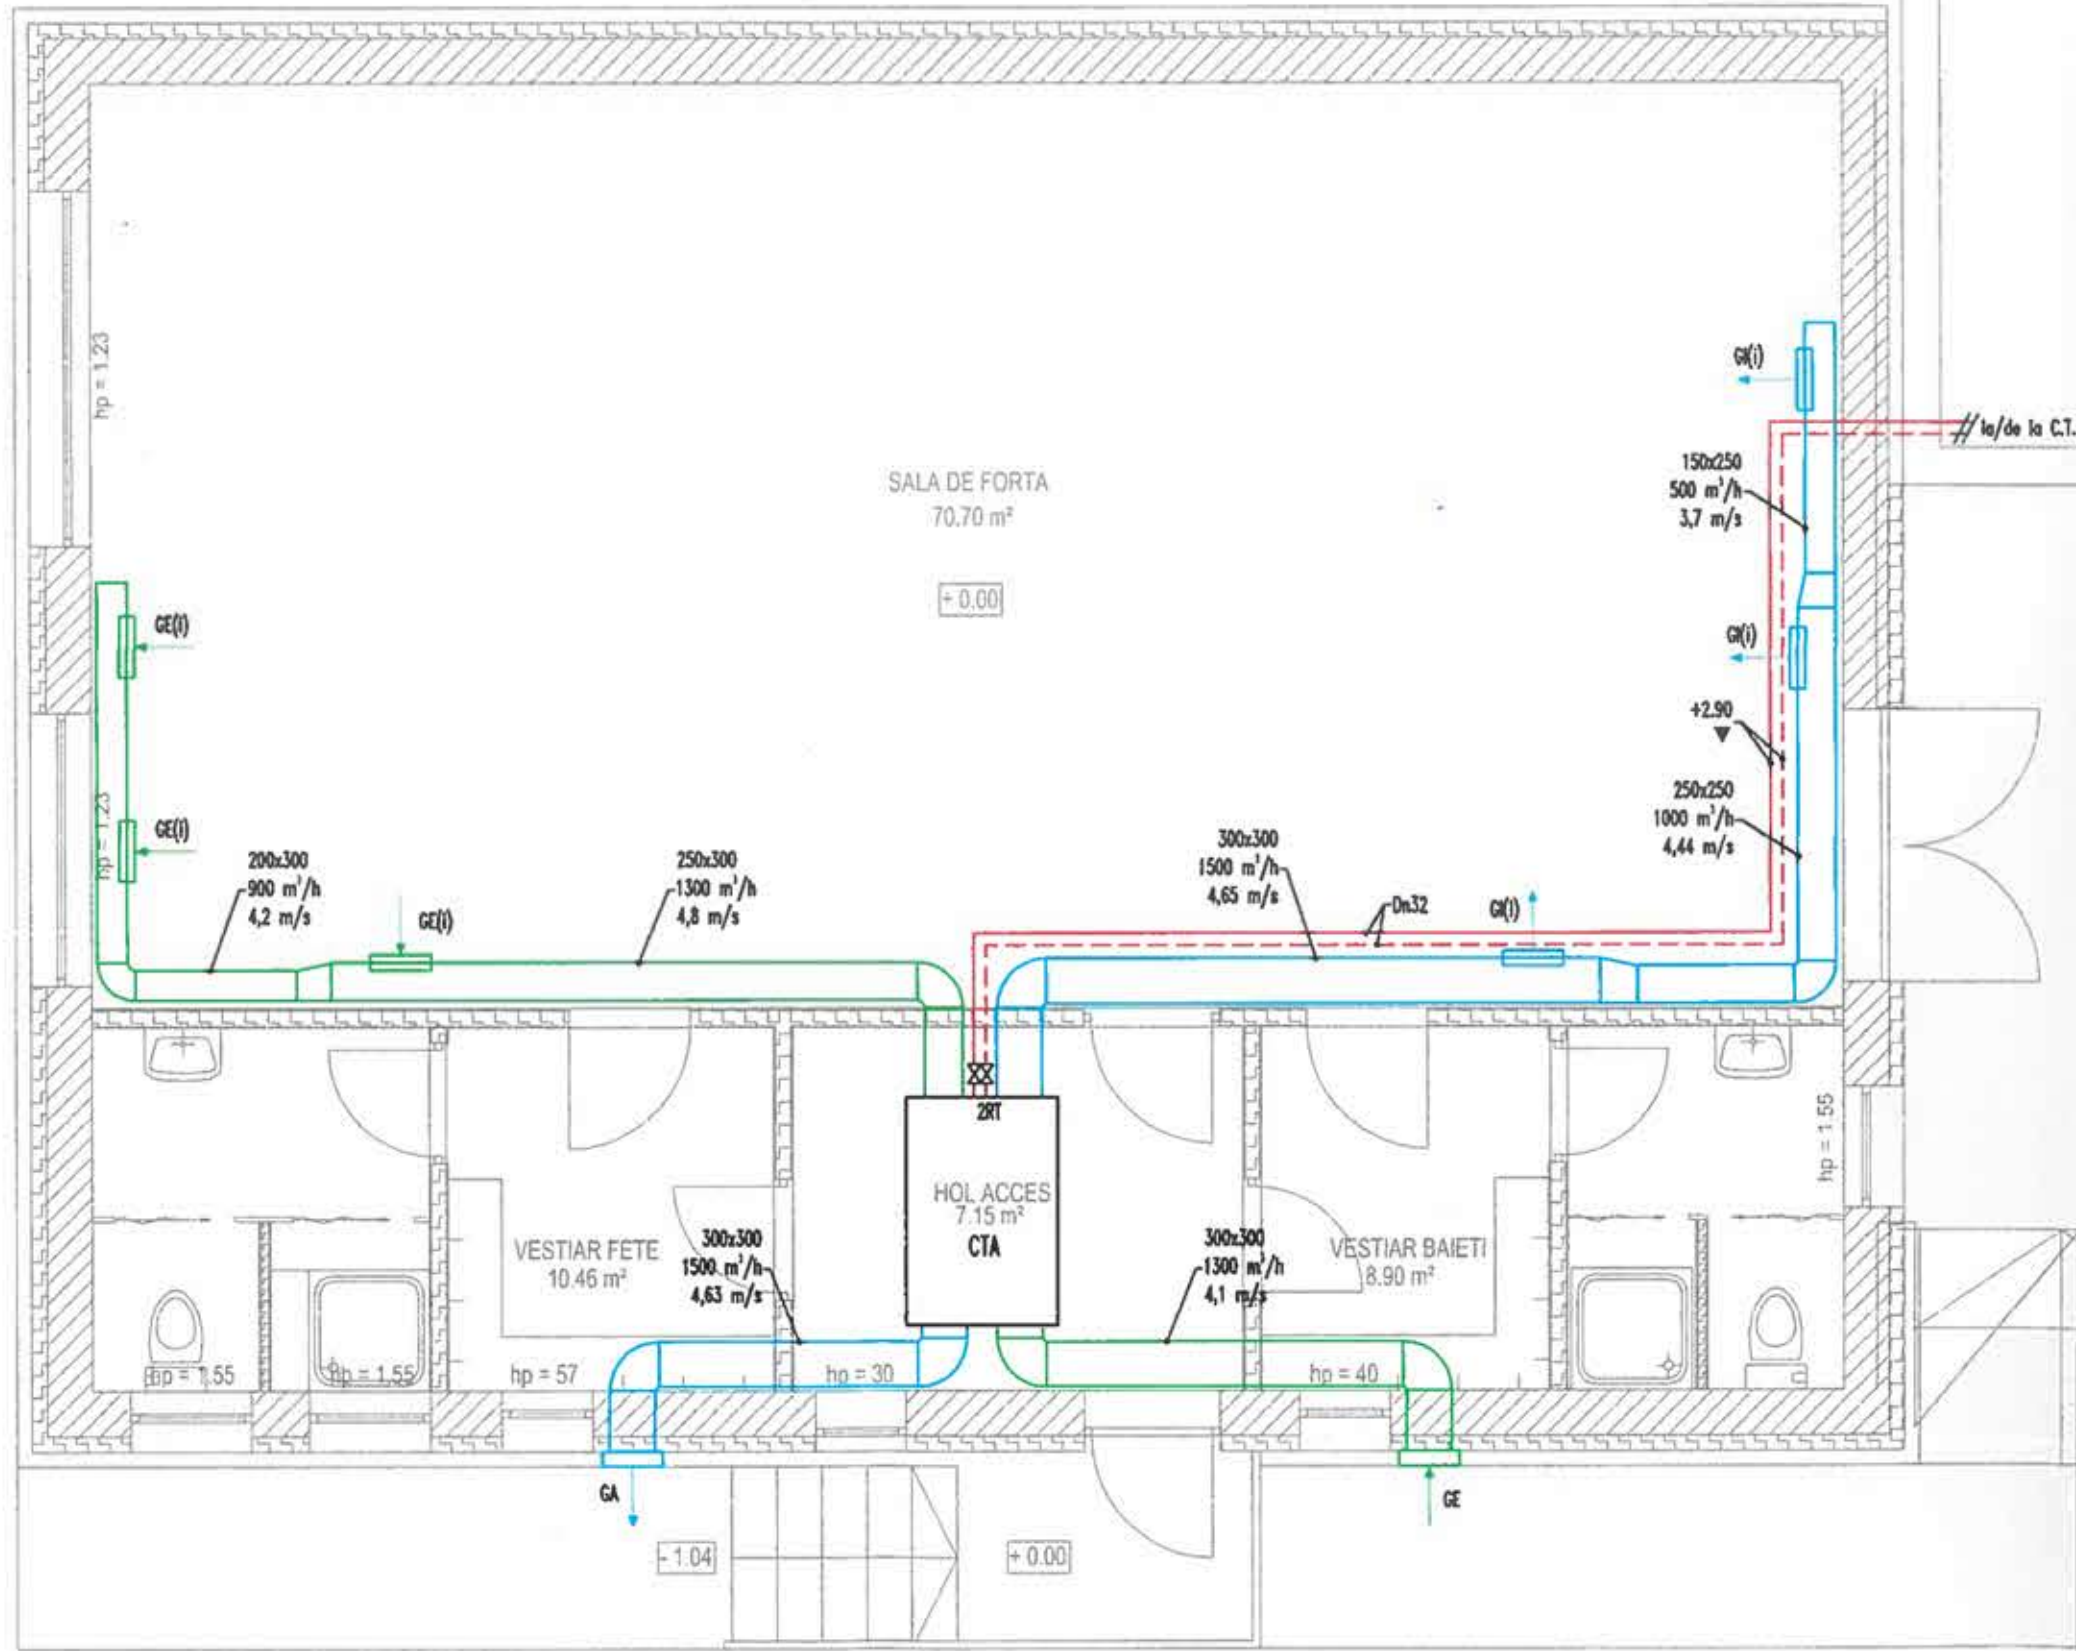 hp = 1.23
GI(i)
la/de la C.T.
150x250
500 m³/h
3,7 m/s
SALA DE FORTA
70.70 m²
+ 0.00
GE(i)
GI(i)
+2.90
hp = 1.23
GE(i)
250x250
1000 m³/h
4,44 m/s
200x300
900 m³/h
4,2 m/s
250x300
1300 m³/h
4,8 m/s
GE(i)
300x300
1500 m³/h
4,65 m/s
Dn32
GI(i)
2RT
HOL ACCES
7.15 m²
CTA
hp = 1.55
VESTIAR FETE
10.46 m²
300x300
1500 m³/h
4,63 m/s
300x300
1300 m³/h
4,1 m/s
VESTIAR BAIETI
8.90 m²
hp = 1.55
hp = 1.55
hp = 57
hp = 30
hp = 40
GA
GE
- 1.04
+ 0.00